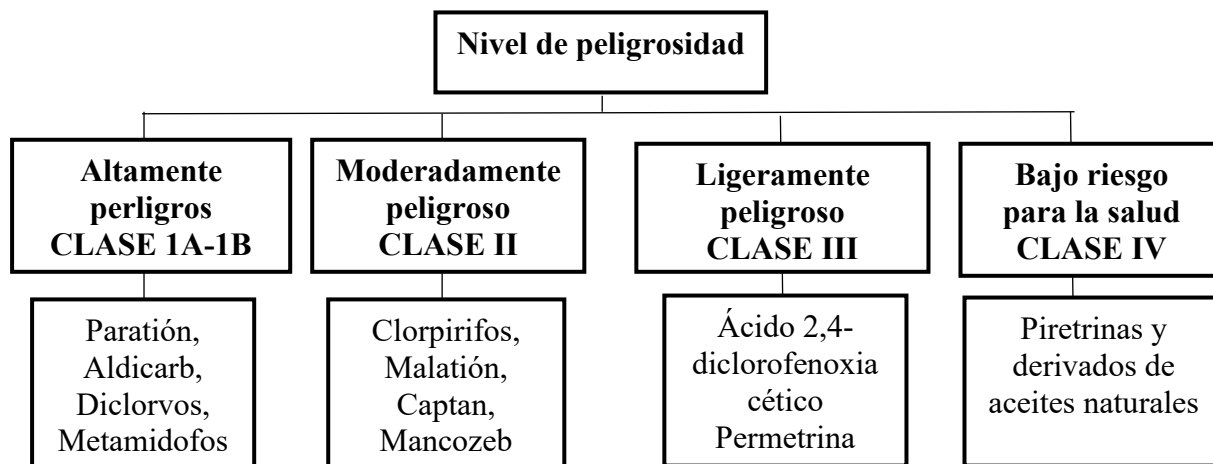 Nivel de peligrosidad
Altamente
perligros
CLASE 1A-1B
Moderadamente
peligroso
CLASE II
Ligeramente
peligroso
CLASE III
Bajo riesgo
para la salud
CLASE IV
Paratión,
Aldicarb,
Diclorvos,
Metamidofos
Clorpirifos,
Malatión,
Captan,
Mancozeb
Ácido 2,4-
diclorofenoxia
cético
Permetrina
Piretrinas y
derivados de
aceites naturales